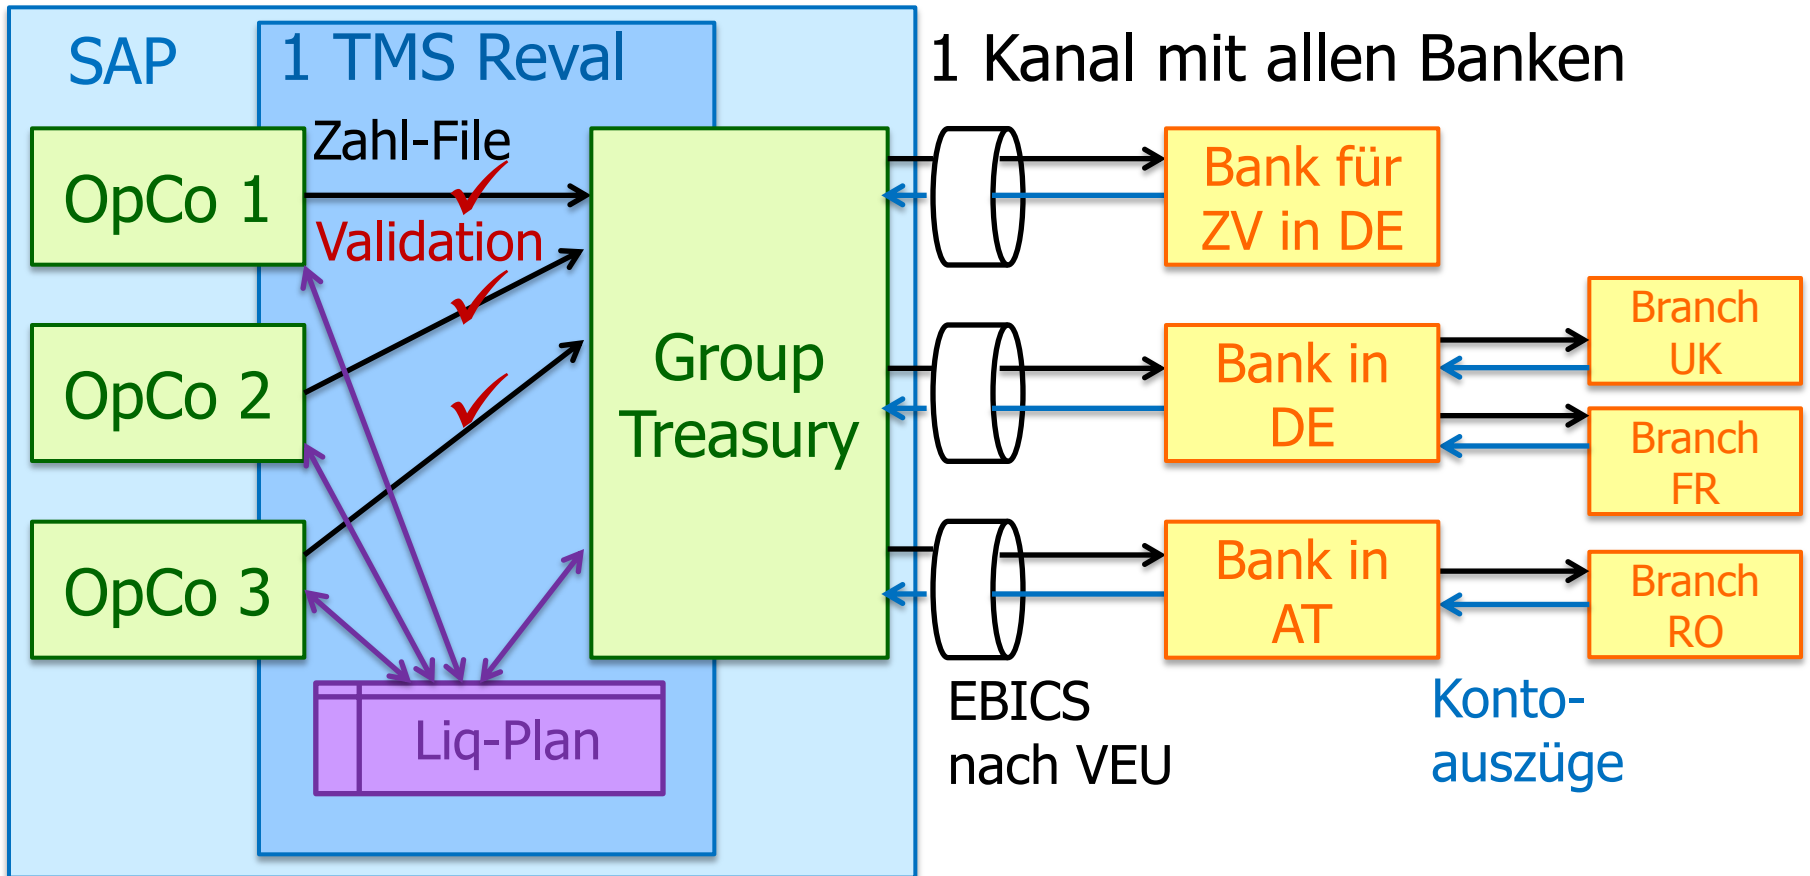 SAP
1 TMS Reval
1 Kanal mit allen Banken
Zahl-File
Validation
OpCo 1
OpCo 2
OpCo 3
Group
Treasury
Liq-Plan
Bank für
ZV in DE
Bank in
DE
Bank in
AT
Branch
UK
Branch
FR
Branch
RO
EBICS
nach VEU
Konto-
auszüge